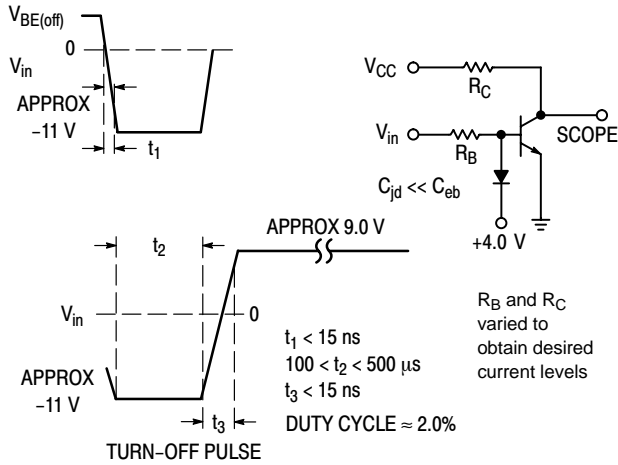 V_BE(off)
0
V_in
APPROX
−11 V
t_1
V_CC
R_C
V_in
R_B
SCOPE
C_jd << C_eb
+4.0 V
t_2
APPROX 9.0 V
V_in
0
APPROX
−11 V
t_3
t_1 < 15 ns
100 < t_2 < 500 μs
t_3 < 15 ns
DUTY CYCLE ≈ 2.0%
TURN−OFF PULSE
R_B and R_C
varied to
obtain desired
current levels